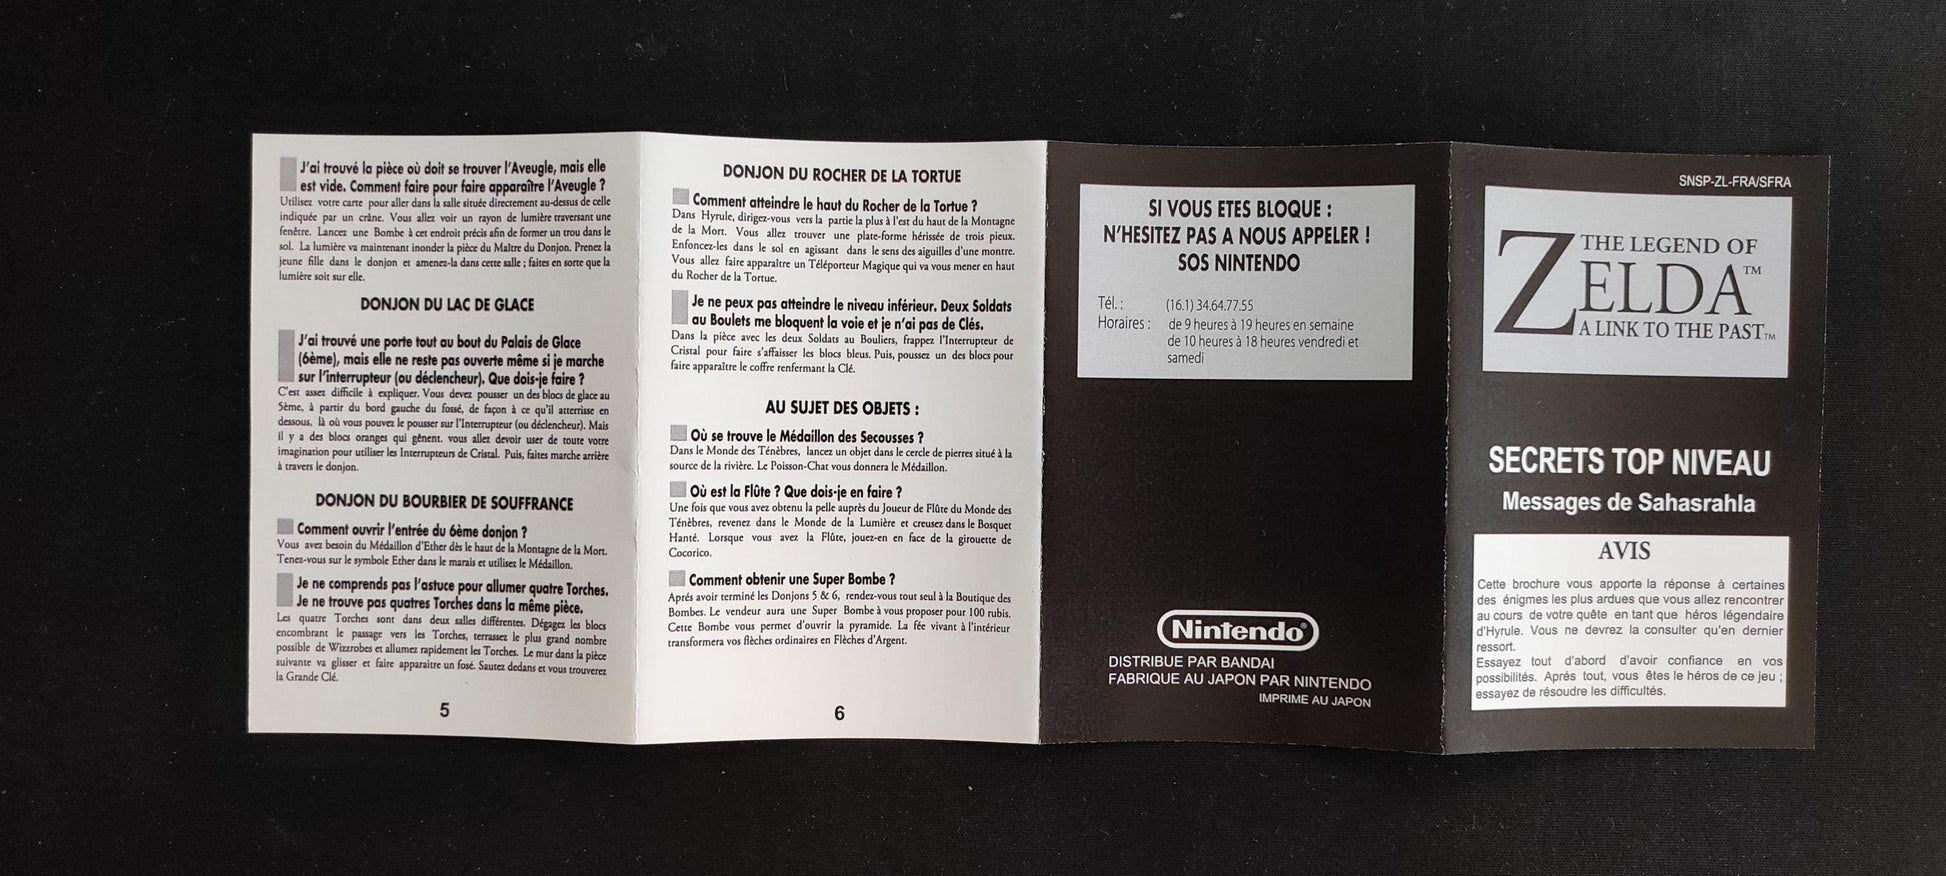 J'ai trouvé la pièce où doit se trouver l'Aveugle, mais elle
est vide. Comment faire pour faire apparaître l'Aveugle ?
Utilisez votre carte pour aller dans la salle située directement au-dessus de celle
indiquée par un crâne. Vous allez voir un rayon de lumière traversant une
fenêtre. Lancez une Bombe à cet endroit précis afin de former un trou dans le
sol. La lumière va maintenant inonder la pièce du Maître du Donjon. Prenez la
jeune fille dans le donjon et amenez-la dans cette salle ; faites en sorte que la
lumière soit sur elle.
DONJON DU LAC DE GLACE
J'ai trouvé une porte tout au bout du Palais de Glace
(6ème), mais elle ne reste pas ouverte même si je marche
sur l'interrupteur (ou déclencheur). Que dois-je faire ?
C'est assez difficile à expliquer. Vous devez pousser un des blocs de glace au
5ème, à partir du bord gauche du fossé, de façon à ce qu'il atterrisse en
dessous, là où vous pouvez le pousser sur l'Interrupteur (ou déclencheur). Mais
il y a des blocs oranges qui gênent. vous allez devoir user de toute votre
imagination pour utiliser les Interrupteurs de Cristal. Puis, faites marche arrière
à travers le donjon.
DONJON DU BOURBIER DE SOUFFRANCE
Comment ouvrir l'entrée du 6ème donjon ?
Vous avez besoin du Médaillon d'Ether dès le haut de la Montagne de la Mort.
Tenez-vous sur le symbole Ether dans le marais et utilisez le Médaillon.
Je ne comprends pas l'astuce pour allumer quatre Torches.
Je ne trouve pas quatres Torches dans la même pièce.
Les quatre Torches sont dans deux salles différentes. Dégagez les blocs
encombrant le passage vers les Torches, terrassez le plus grand nombre
possible de Wizzrobes et allumez rapidement les Torches. Le mur dans la pièce
suivante va glisser et faire apparaitre un fosé. Sautez dedans et vous trouverez
la Grande Clé.
5
DONJON DU ROCHER DE LA TORTUE
Comment atteindre le haut du Rocher de la Tortue ?
Dans Hyrule, dirigez-vous vers la partie la plus à l'est du haut de la Montagne
de la Mort. Vous allez trouver une plate-forme hérissée de trois pieux.
Enfoncez-les dans le sol en agissant dans le sens des aiguilles d'une montre.
Vous allez faire apparaître un Téléporteur Magique qui va vous mener en haut
du Rocher de la Tortue.
Je ne peux pas atteindre le niveau inférieur. Deux Soldats
au Boulets me bloquent la voie et je n'ai pas de Clés.
Dans la pièce avec les deux Soldats au Bouliers, frappez l'Interrupteur de
Cristal pour faire s'affaisser les blocs bleus. Puis, poussez un des blocs pour
faire apparaître le coffre renfermant la Clé.
AU SUJET DES OBJETS :
Où se trouve le Médaillon des Secousses ?
Dans le Monde des Ténèbres, lancez un objet dans le cercle de pierres situé à la
source de la rivière. Le Poisson-Chat vous donnera le Médaillon.
Où est la Flûte ? Que dois-je en faire ?
Une fois que vous avez obtenu la pelle auprès du Joueur de Flûte du Monde des
Ténèbres, revenez dans le Monde de la Lumière et creusez dans le Bosquet
Hanté. Lorsque vous avez la Flûte, jouez-en en face de la girouette de
Cocorico.
Comment obtenir une Super Bombe ?
Aprés avoir terminé les Donjons 5 & 6, rendez-vous tout seul à la Boutique des
Bombes. Le vendeur aura une Super Bombe à vous proposer pour 100 rubis.
Cette Bombe vous permet d'ouvrir la pyramide. La fée vivant à l'intérieur
transformera vos flèches ordinaires en Flèches d'Argent.
6
SI VOUS ETES BLOQUE :
N'HESITEZ PAS A NOUS APPELER !
SOS NINTENDO
Tél. : (16.1) 34.64.77.55
Horaires : de 9 heures à 19 heures en semaine
de 10 heures à 18 heures vendredi et
samedi
Nintendo®
DISTRIBUE PAR BANDAI
FABRIQUE AU JAPON PAR NINTENDO
IMPRIME AU JAPON
SNSP-ZL-FRA/SFRA
THE LEGEND OF
ZELDA™
A LINK TO THE PAST™
SECRETS TOP NIVEAU
Messages de Sahasrahla
AVIS
Cette brochure vous apporte la réponse à certaines
des énigmes les plus ardues que vous allez rencontrer
au cours de votre quête en tant que héros légendaire
d'Hyrule. Vous ne devrez la consulter qu'en dernier
ressort.
Essayez tout d'abord d'avoir confiance en vos
possibilités. Aprés tout, vous êtes le héros de ce jeu ;
essayez de résoudre les difficultés.